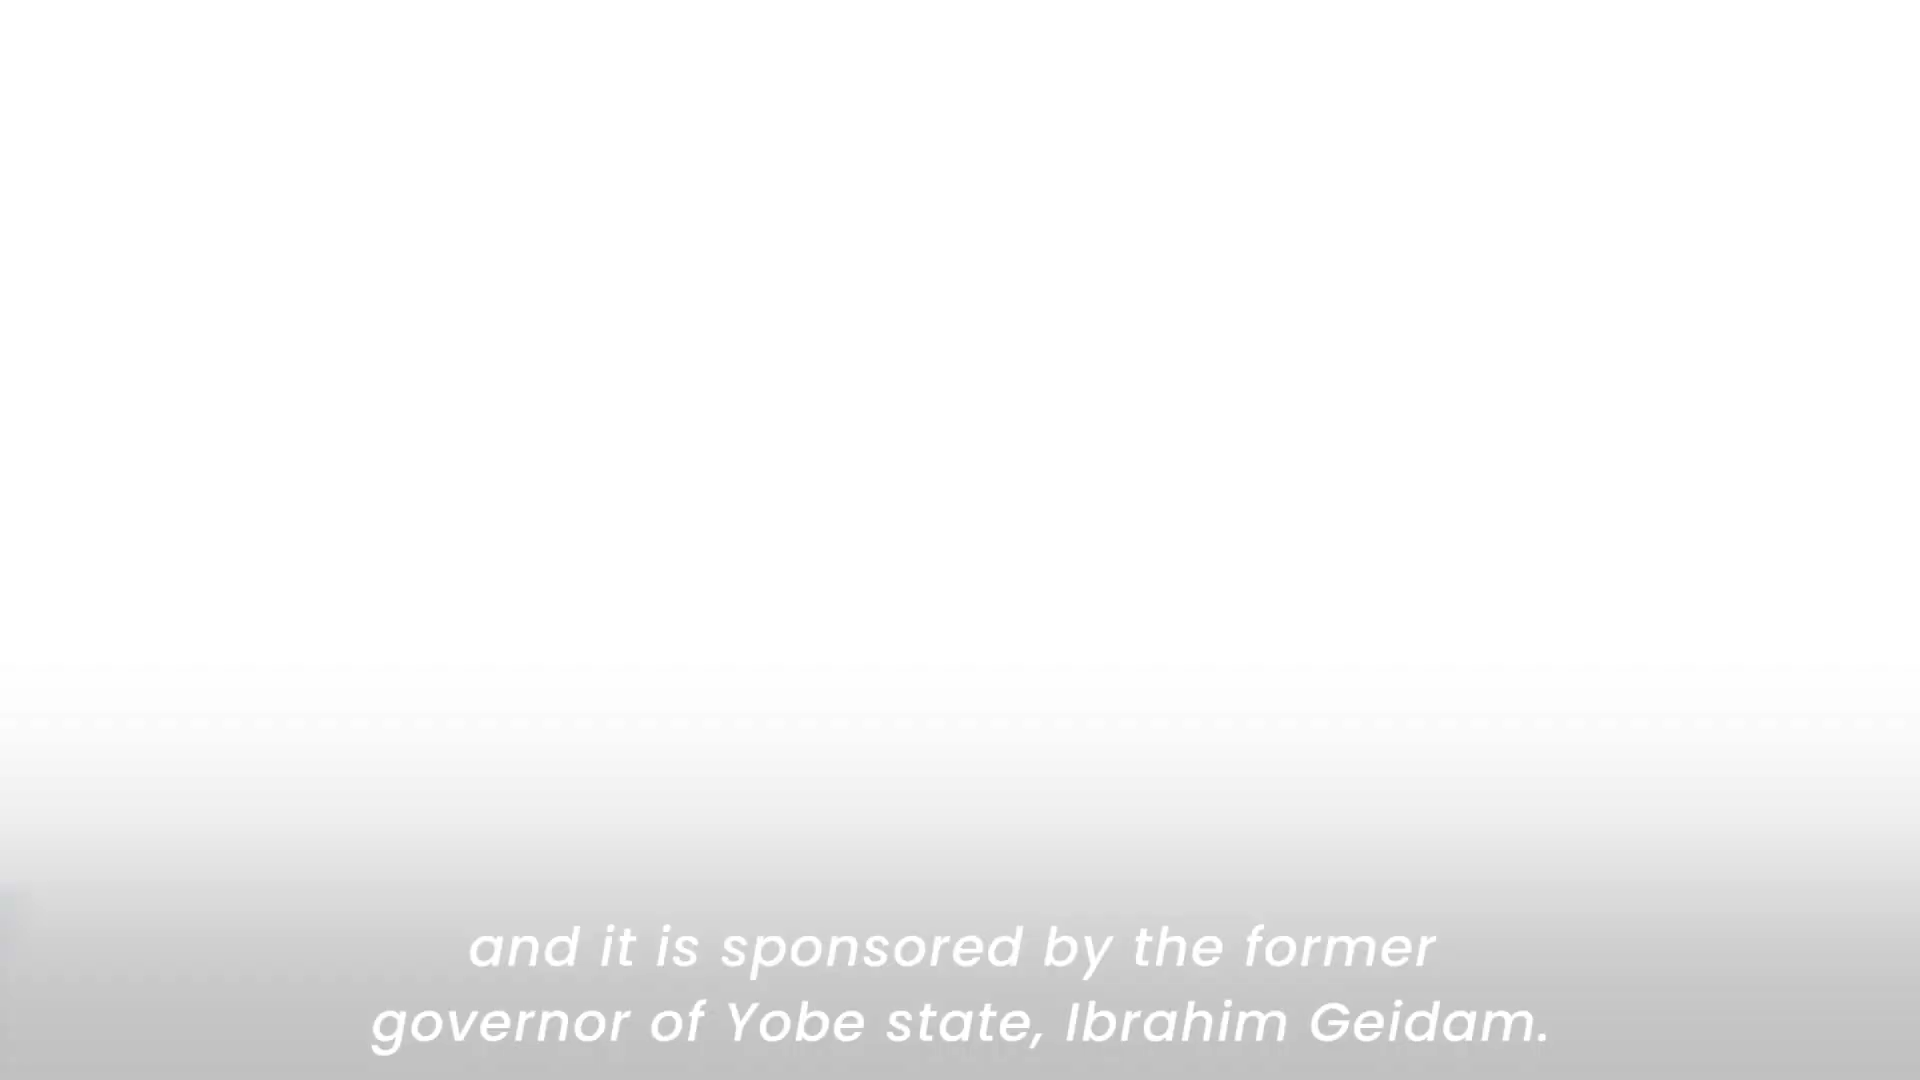 and it is sponsored by the former
governor of Yobe state, Ibrahim Geidam.